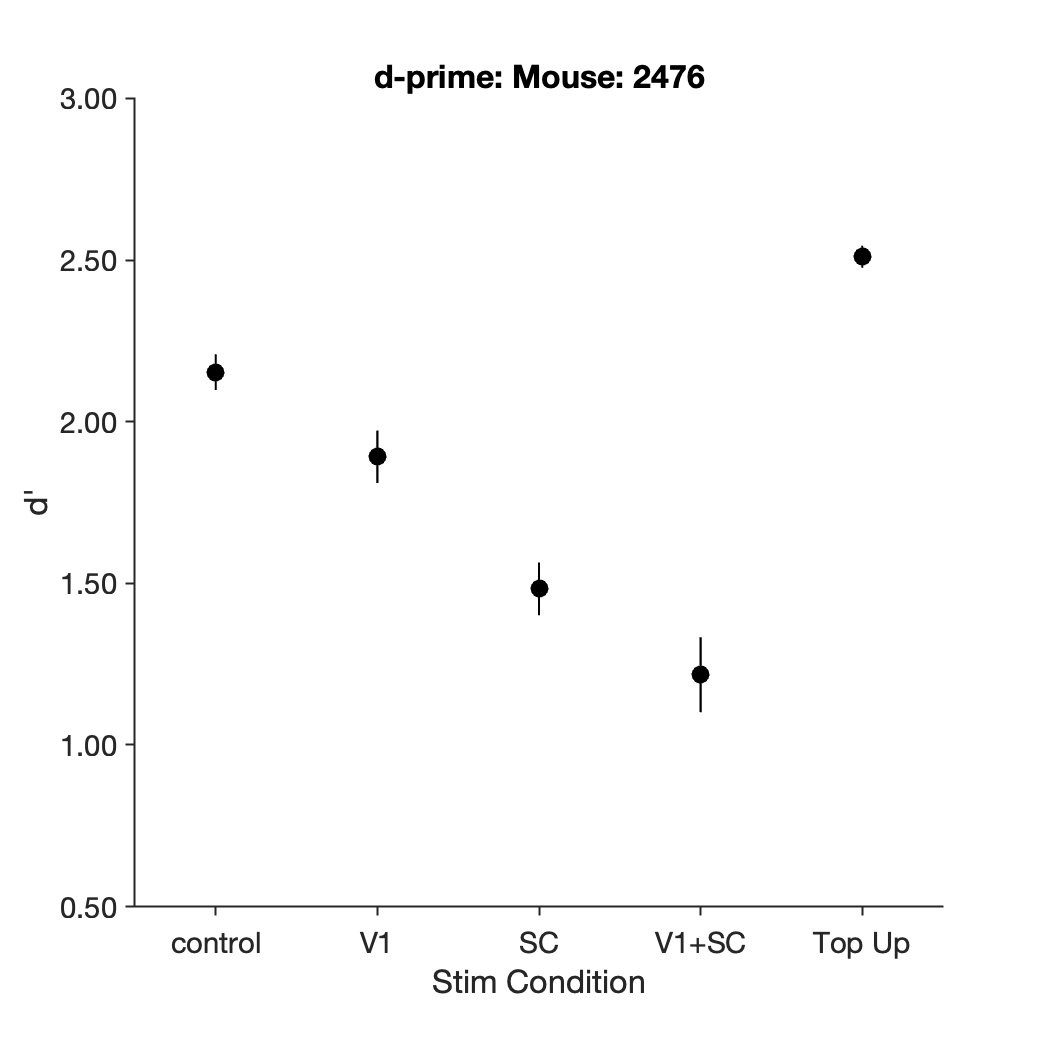 d-prime: Mouse: 2476
3.00
2.50
2.00
1.50
1.00
0.50
d'
control V1 SC V1+SC Top Up
Stim Condition